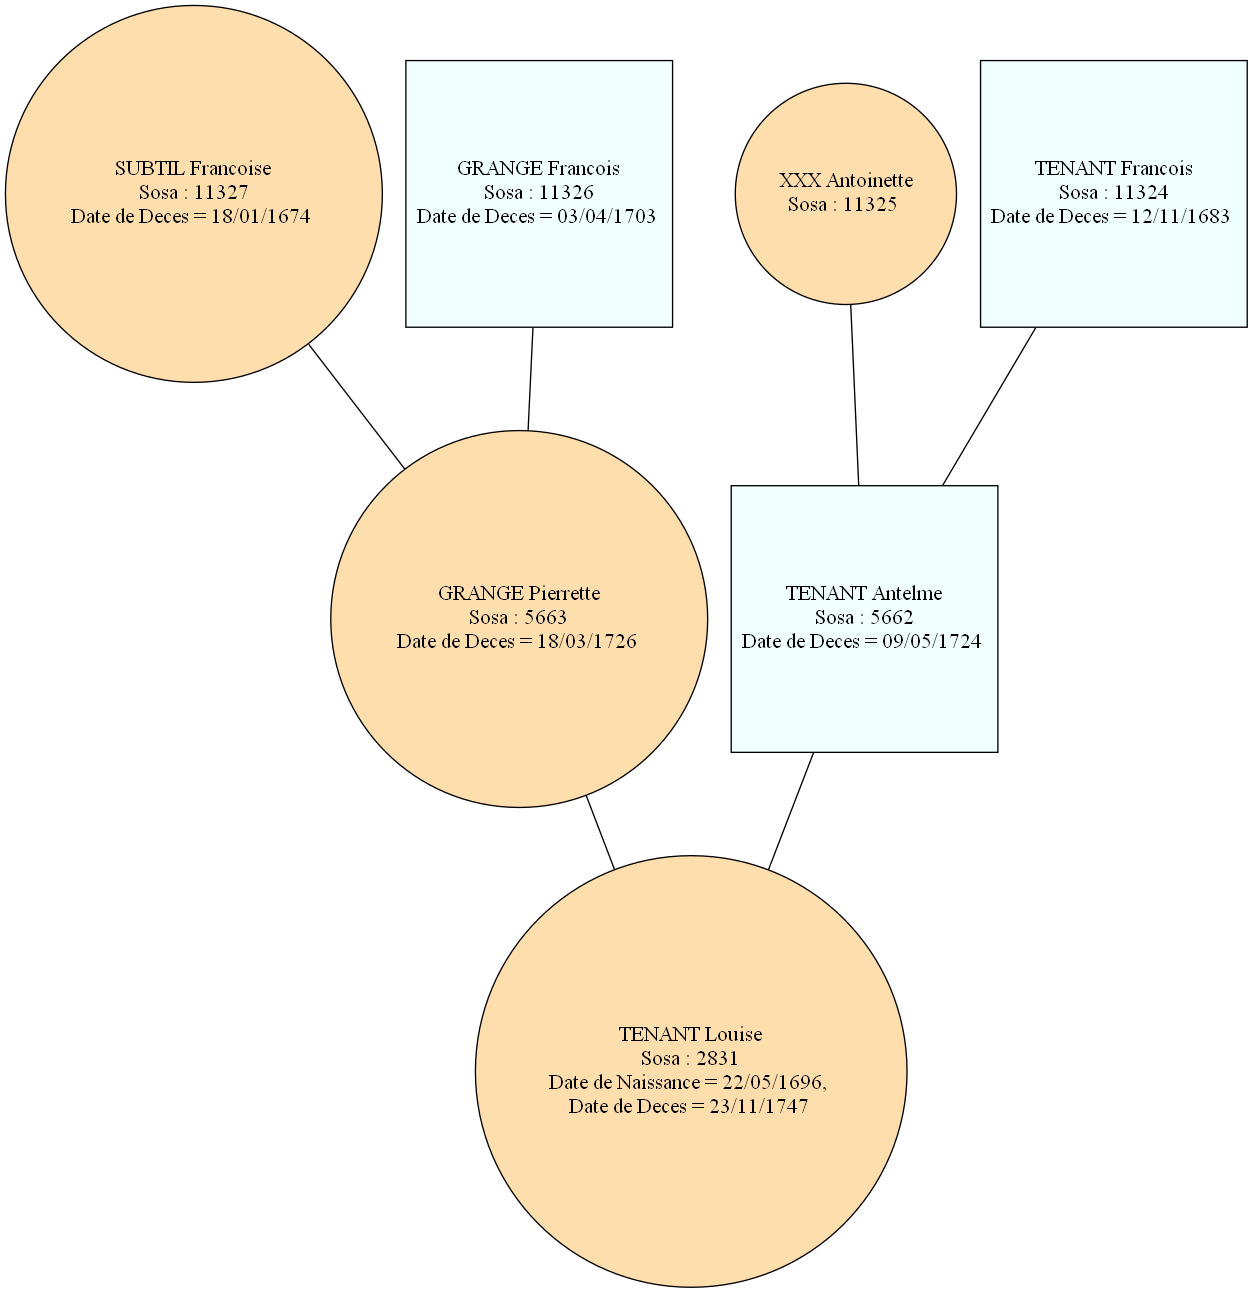 SUBTIL Francoise
Sosa : 11327
Date de Deces = 18/01/1674
GRANGE Francois
Sosa : 11326
Date de Deces = 03/04/1703
XXX Antoinette
Sosa : 11325
TENANT Francois
Sosa : 11324
Date de Deces = 12/11/1683
GRANGE Pierrette
Sosa : 5663
Date de Deces = 18/03/1726
TENANT Antelme
Sosa : 5662
Date de Deces = 09/05/1724
TENANT Louise
Sosa : 2831
Date de Naissance = 22/05/1696,
Date de Deces = 23/11/1747